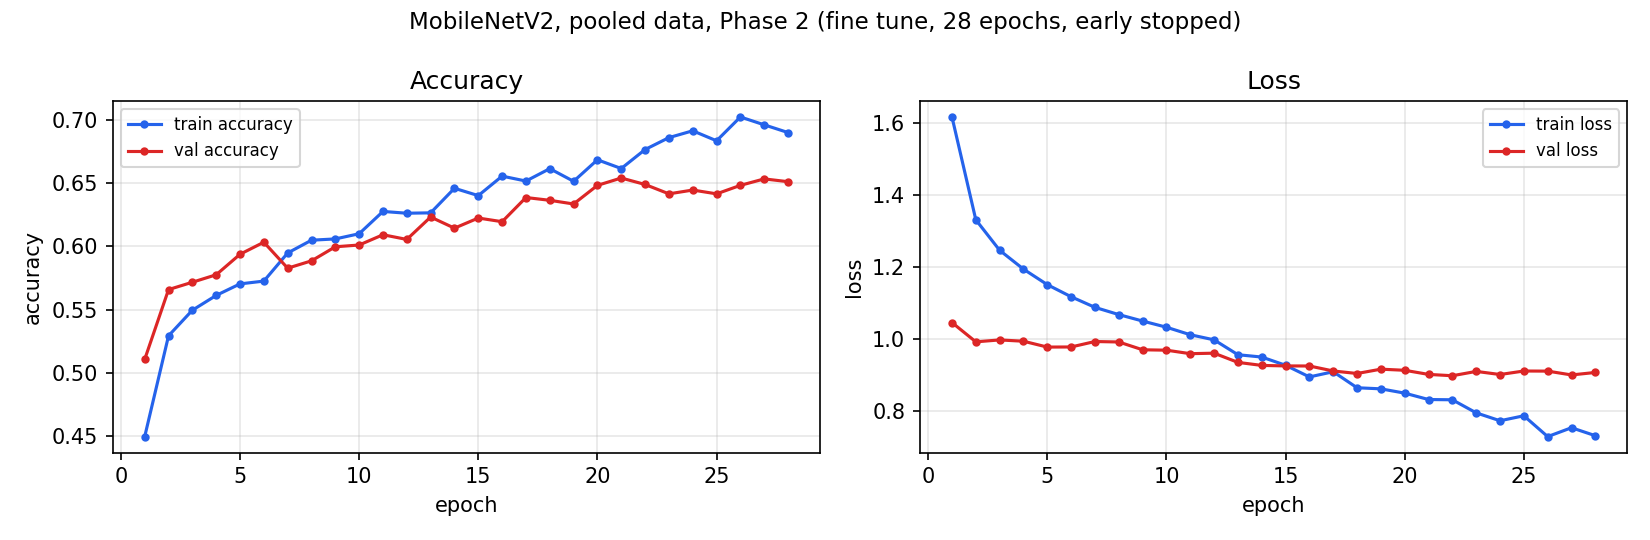 MobileNetV2, pooled data, Phase 2 (fine tune, 28 epochs, early stopped)
Accuracy
train accuracy
val accuracy
0.70
0.65
0.60
0.55
0.50
0.45
accuracy
0
5
10
15
20
25
epoch
Loss
train loss
val loss
1.6
1.4
1.2
1.0
0.8
loss
0
5
10
15
20
25
epoch